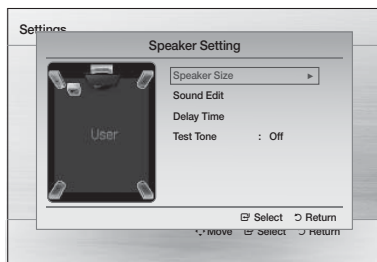 Settings
Speaker Setting
User
Speaker Size
Sound Edit
Delay Time
Test Tone : Off
Select Return
Move Select Return